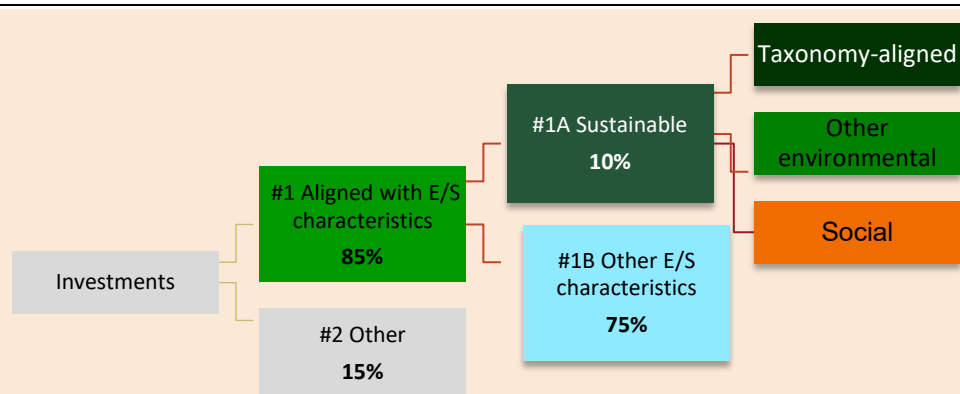 Investments
#1 Aligned with E/S
characteristics
85%
#2 Other
15%
#1A Sustainable
10%
#1B Other E/S
characteristics
75%
Taxonomy-aligned
Other
environmental
Social